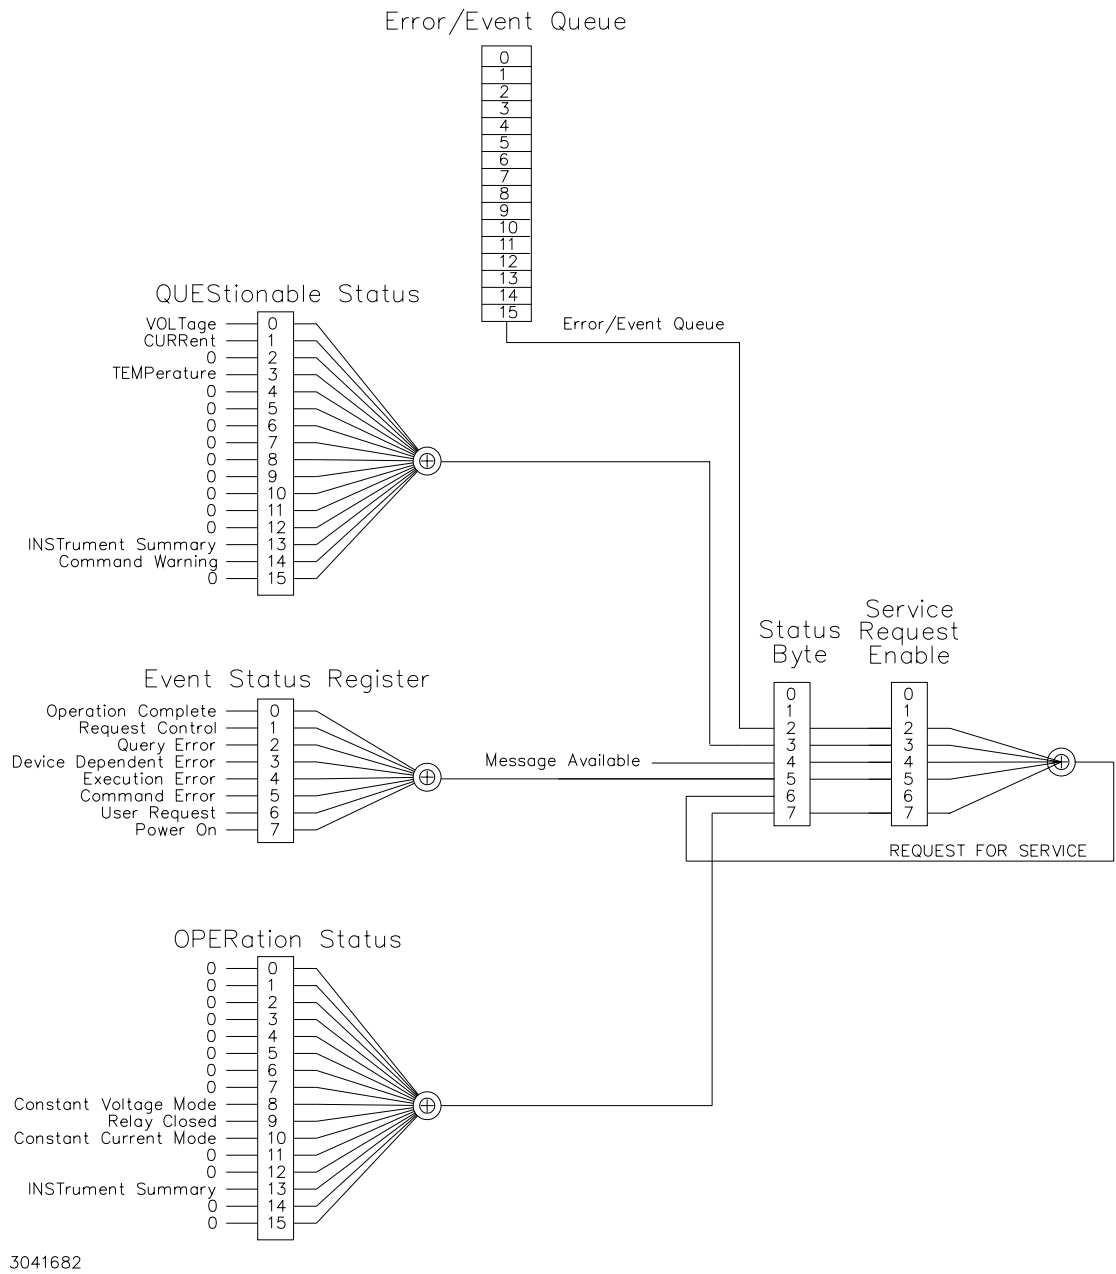 Error/Event Queue
0
1
2
3
4
5
6
7
8
9
10
11
12
13
14
15
Error/Event Queue
QUEStionable Status
VOLTage 0
CURRent 1
0 2
TEMPerature 3
0 4
0 5
0 6
0 7
0 8
0 9
0 10
0 11
0 12
INSTrument Summary 13
Command Warning 14
0 15
Event Status Register
Operation Complete 0
Request Control 1
Query Error 2
Device Dependent Error 3
Execution Error 4
Command Error 5
User Request 6
Power On 7
Message Available
Status
Byte
0
1
2
3
4
5
6
7
Service
Request
Enable
0
1
2
3
4
5
6
7
REQUEST FOR SERVICE
OPERation Status
0 0
0 1
0 2
0 3
0 4
0 5
0 6
0 7
Constant Voltage Mode 8
Relay Closed 9
Constant Current Mode 10
0 11
0 12
INSTrument Summary 13
0 14
0 15
3041682